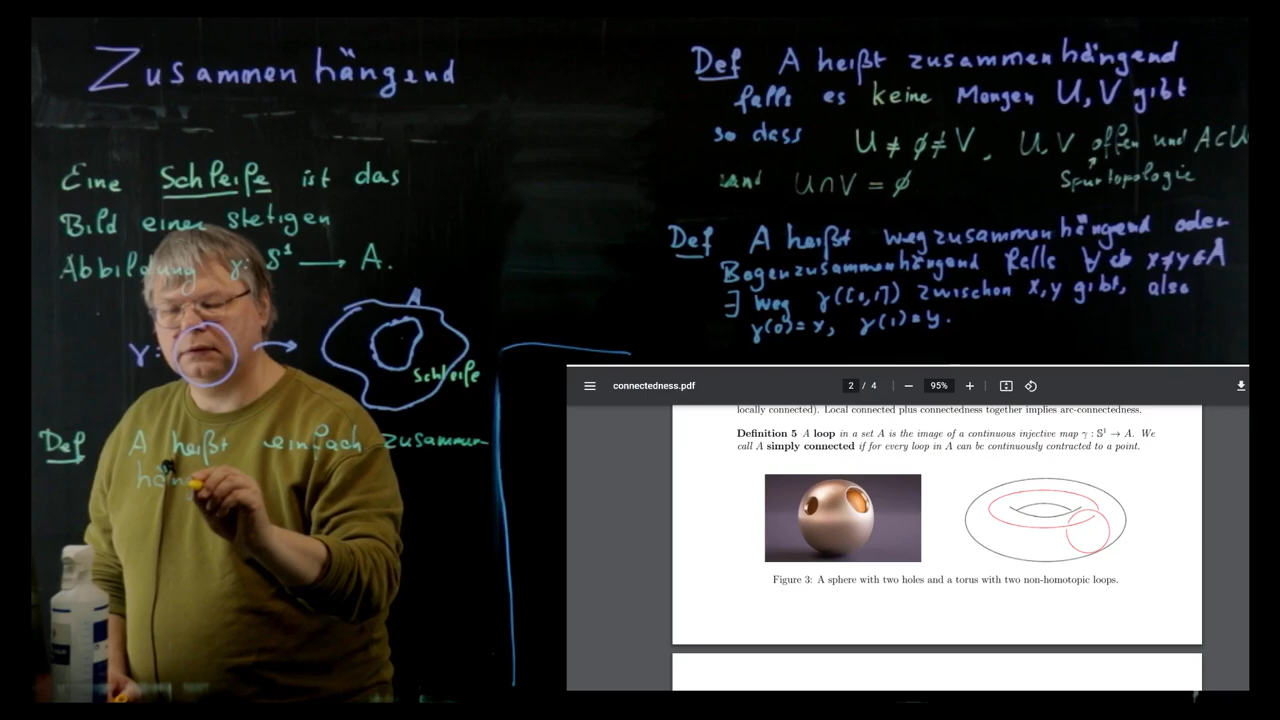 Zusammenhängend
Eine Schleife ist das
Bild einer stetigen
Abbildung γ: S¹ → A.
γ:
A
Schleife
Def A heißt einfach zusammen-
häng
Def A heißt zusammenhängend
falls es keine Mengen U, V gibt
so dass U ≠ ∅ ≠ V, U, V offen und A⊂U
und U∩V = ∅ Spurtopologie
Def A heißt wegzusammenhängend oder
Bogenzusammenhängend falls ∀ x≠y∈A
∃ Weg γ([0,1]) zwischen x,y gibt, also
γ(0)=x, γ(1)=y.
connectedness.pdf 2 / 4 95%
locally connected). Local connected plus connectedness together implies arc-connectedness.
Definition 5 A loop in a set A is the image of a continuous injective map γ : 𝕊¹ → A. We
call A simply connected if for every loop in A can be continuously contracted to a point.
Figure 3: A sphere with two holes and a torus with two non-homotopic loops.